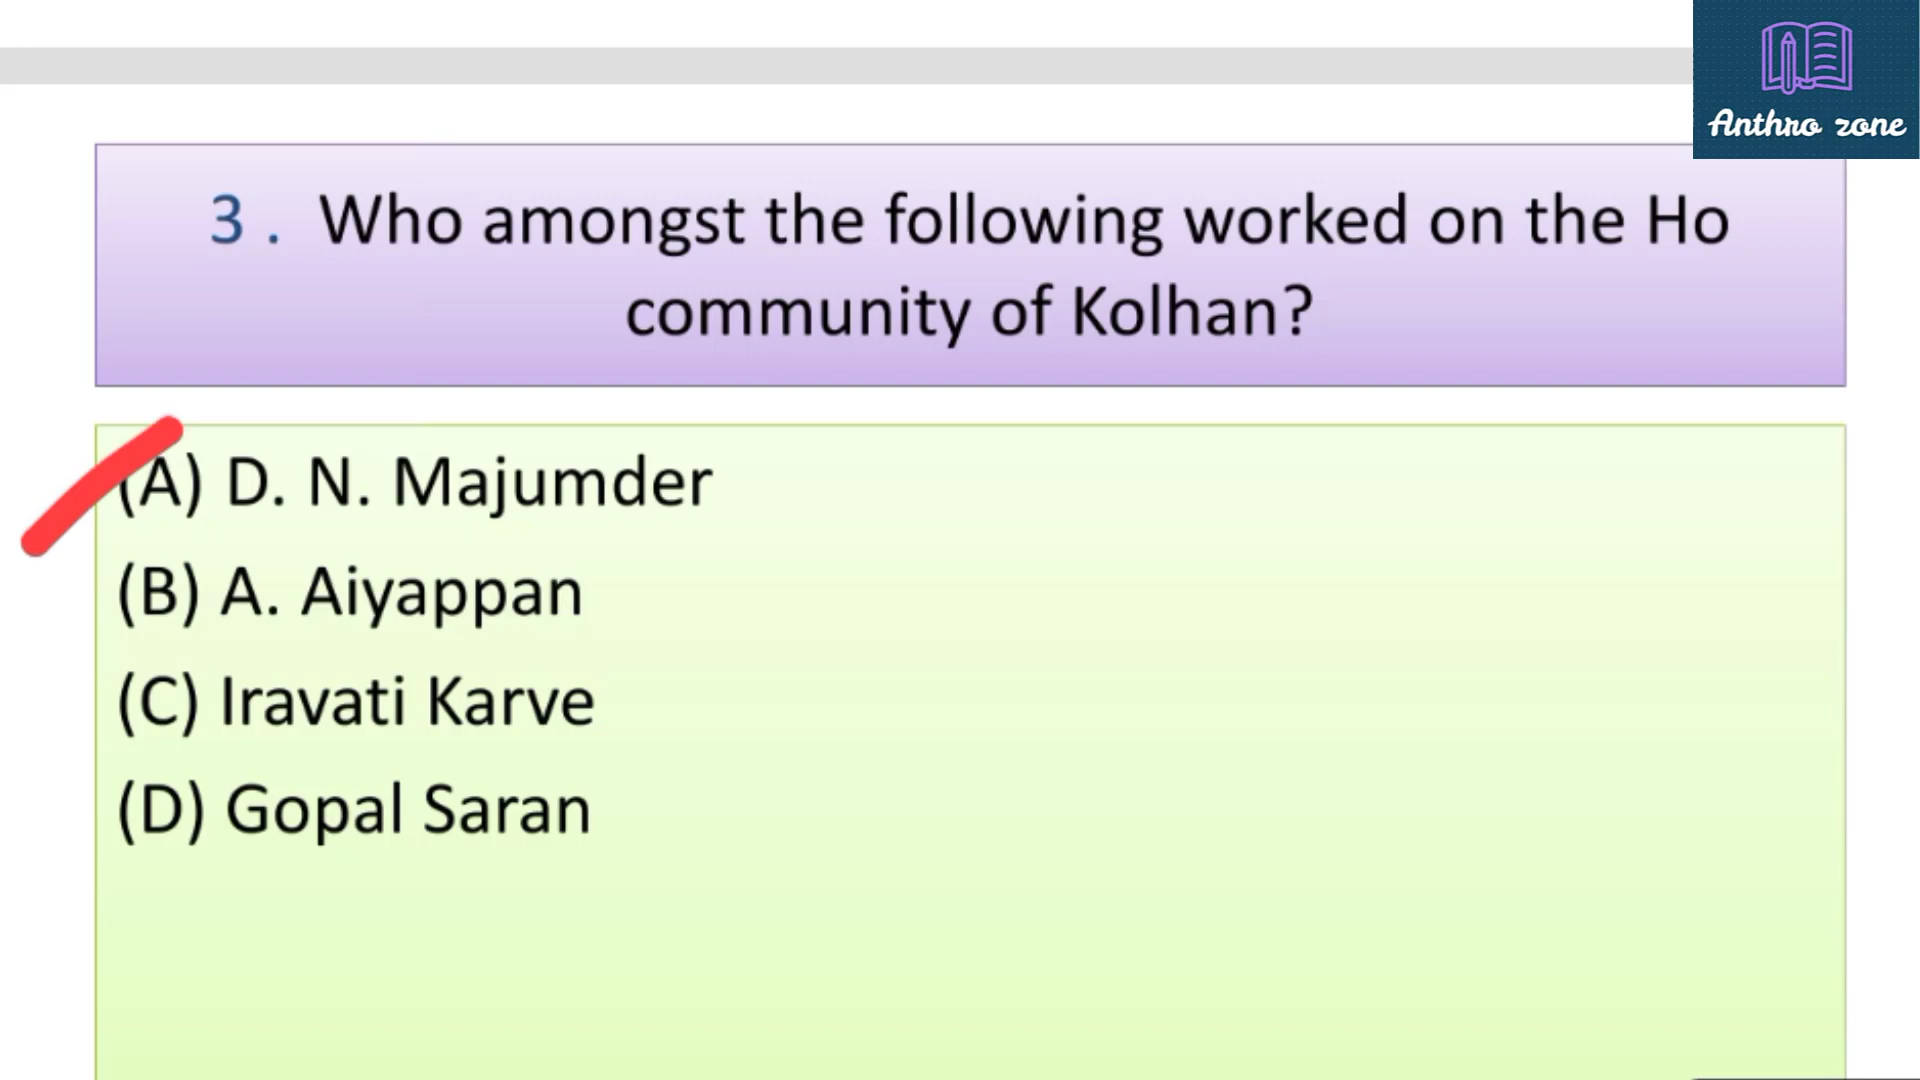 Anthro zone
3 . Who amongst the following worked on the Ho
community of Kolhan?
(A) D. N. Majumder
(B) A. Aiyappan
(C) Iravati Karve
(D) Gopal Saran